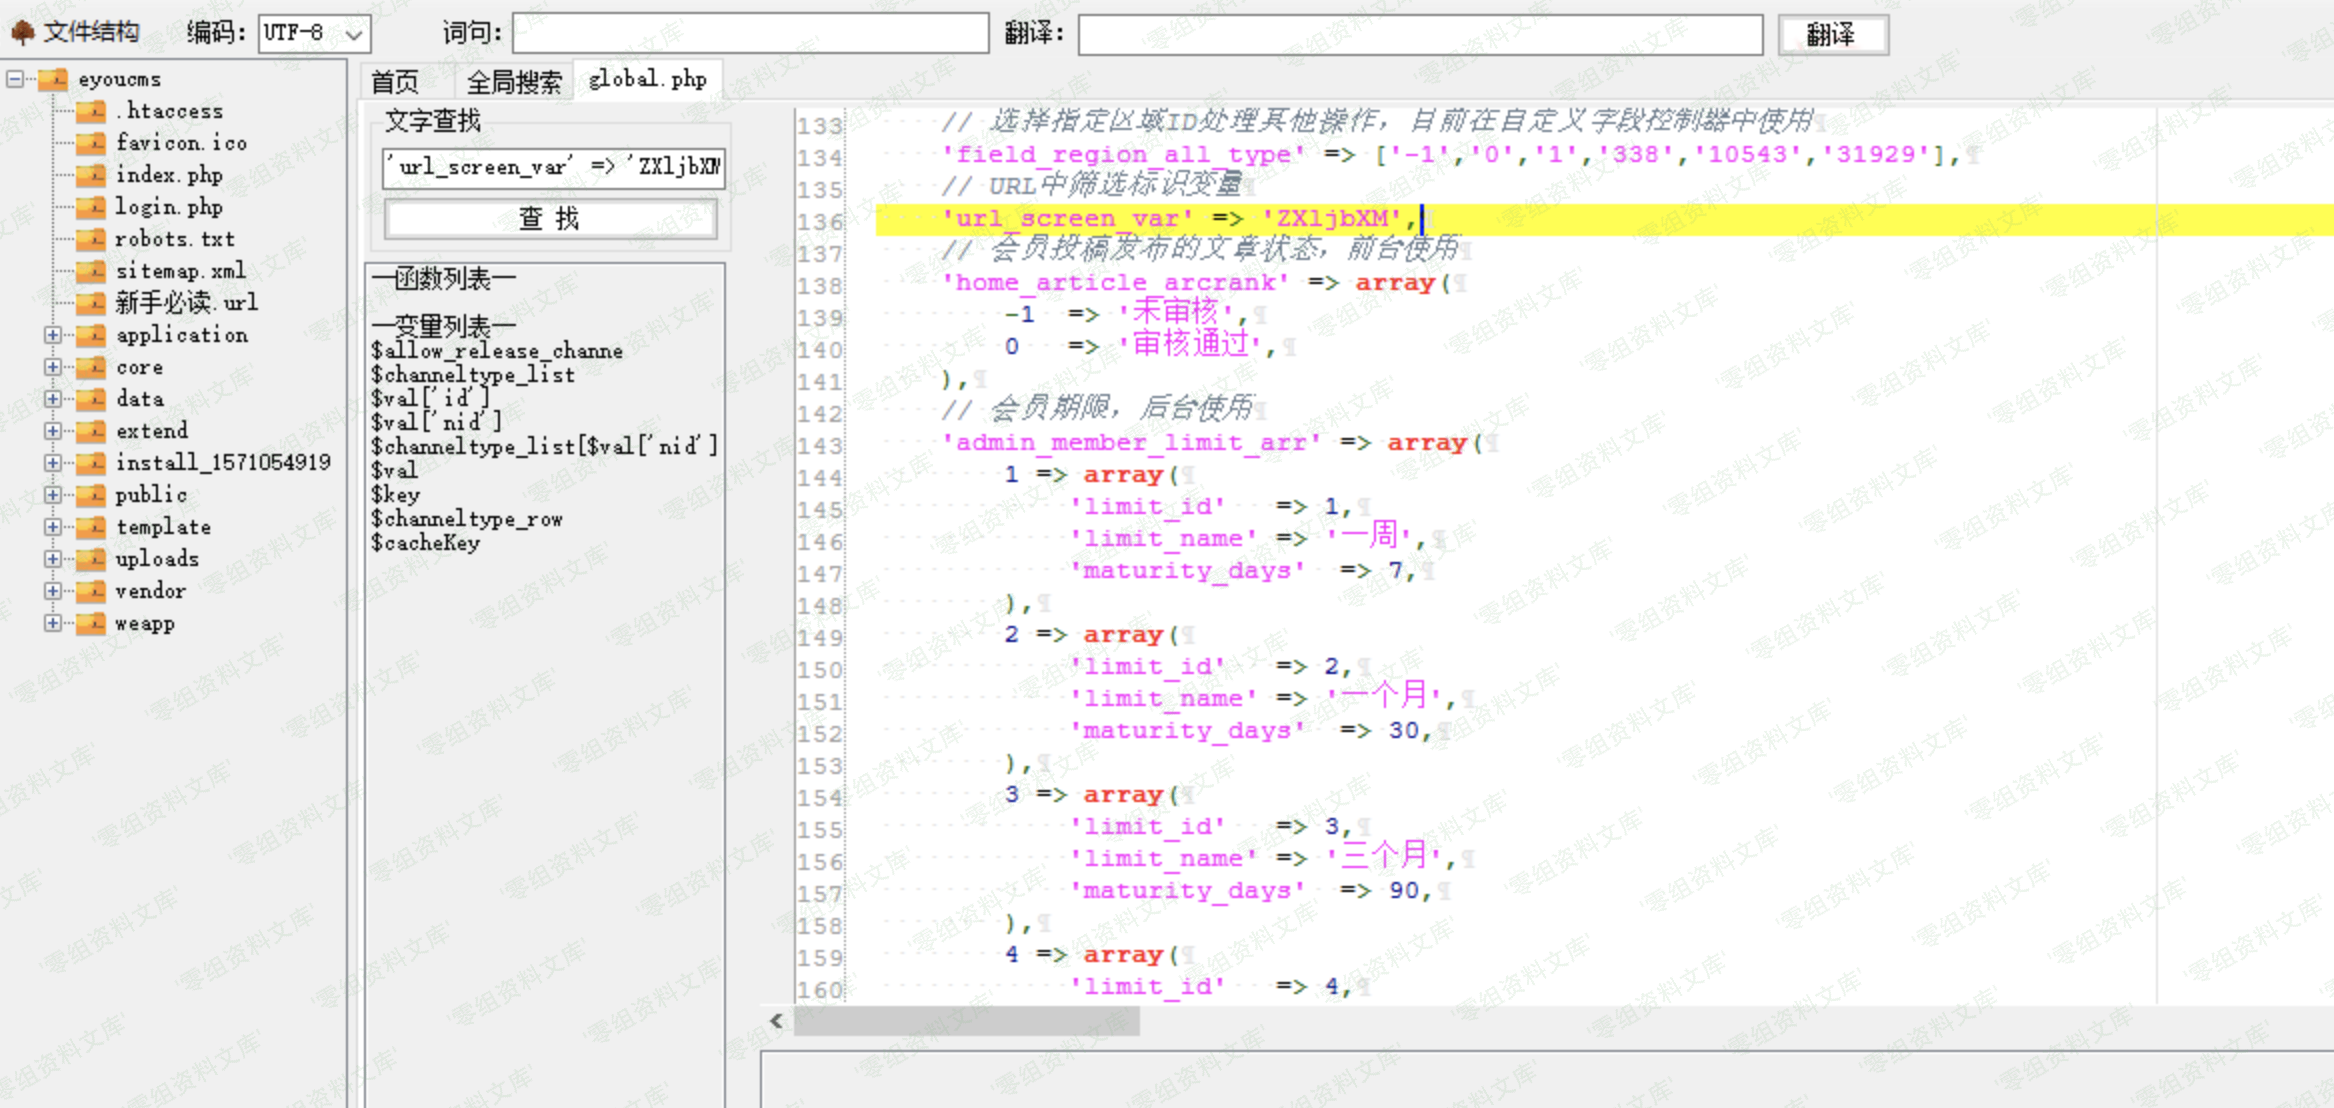 文件结构 编码: UTF-8 词句: 翻译: 翻译
eyoucms
.htaccess
favicon.ico
index.php
login.php
robots.txt
sitemap.xml
新手必读.url
application
core
data
extend
install_1571054919
public
template
uploads
vendor
weapp
首页 全局搜索 global.php
文字查找
'url_screen_var' => 'ZXljbXM
查 找
—函数列表—
—变量列表—
$allow_release_channe
$channeltype_list
$val['id']
$val['nid']
$channeltype_list[$val['nid']
$val
$key
$channeltype_row
$cacheKey
133 // 选择指定区域ID处理其他操作，目前在自定义字段控制器中使用
134 'field_region_all_type' => ['-1','0','1','338','10543','31929'],
135 // URL中筛选标识变量
136 'url_screen_var' => 'ZXljbXM',
137 // 会员投稿发布的文章状态，前台使用
138 'home_article_arcrank' => array(
139 -1 => '未审核',
140 0 => '审核通过',
141 ),
142 // 会员期限，后台使用
143 'admin_member_limit_arr' => array(
144 1 => array(
145 'limit_id' => 1,
146 'limit_name' => '一周',
147 'maturity_days' => 7,
148 ),
149 2 => array(
150 'limit_id' => 2,
151 'limit_name' => '一个月',
152 'maturity_days' => 30,
153 ),
154 3 => array(
155 'limit_id' => 3,
156 'limit_name' => '三个月',
157 'maturity_days' => 90,
158 ),
159 4 => array(
160 'limit_id' => 4,
零组资料文库